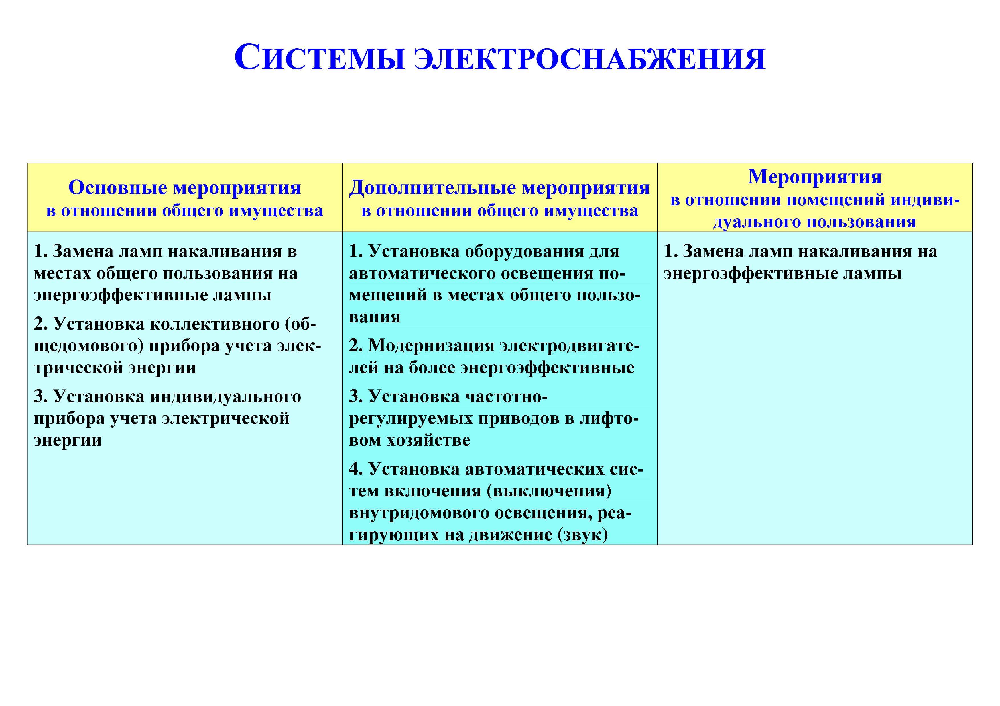 СИСТЕМЫ ЭЛЕКТРОСНАБЖЕНИЯ
Основные мероприятия
в отношении общего имущества
Дополнительные мероприятия
в отношении общего имущества
Мероприятия
в отношении помещений индиви-
дуального пользования
1. Замена ламп накаливания в
местах общего пользования на
энергоэффективные лампы
2. Установка коллективного (об-
щедомового) прибора учета элек-
трической энергии
3. Установка индивидуального
прибора учета электрической
энергии
1. Установка оборудования для
автоматического освещения по-
мещений в местах общего пользо-
вания
2. Модернизация электродвигате-
лей на более энергоэффективные
3. Установка частотно-
регулируемых приводов в лифто-
вом хозяйстве
4. Установка автоматических сис-
тем включения (выключения)
внутридомового освещения, реа-
гирующих на движение (звук)
1. Замена ламп накаливания на
энергоэффективные лампы